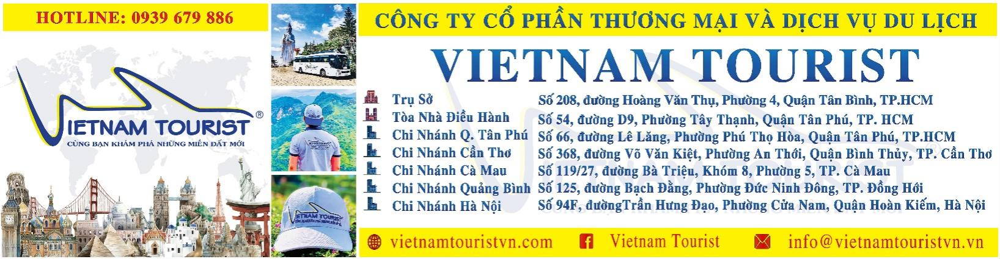 HOTLINE: 0939 679 886
VIETNAM TOURIST ®
CÙNG BẠN KHÁM PHÁ NHỮNG MIỀN ĐẤT MỚI
VIETNAM TOURIST
VIETNAM TOURIST
CÔNG TY CỔ PHẦN THƯƠNG MẠI VÀ DỊCH VỤ DU LỊCH
VIETNAM TOURIST
Trụ Sở Số 208, đường Hoàng Văn Thụ, Phường 4, Quận Tân Bình, TP.HCM
Tòa Nhà Điều Hành Số 54, đường D9, Phường Tây Thạnh, Quận Tân Phú, TP. HCM
Chi Nhánh Q. Tân Phú Số 66, đường Lê Lăng, Phường Phú Thọ Hòa, Quận Tân Phú, TP.HCM
Chi Nhánh Cần Thơ Số 368, đường Võ Văn Kiệt, Phường An Thới, Quận Bình Thủy, TP. Cần Thơ
Chi Nhánh Cà Mau Số 119/27, đường Bà Triệu, Khóm 8, Phường 5, TP. Cà Mau
Chi Nhánh Quảng Bình Số 125, đường Bạch Đằng, Phường Đức Ninh Đông, TP. Đồng Hới
Chi Nhánh Hà Nội Số 94F, đườngTrần Hưng Đạo, Phường Cửa Nam, Quận Hoàn Kiếm, Hà Nội
vietnamtouristvn.com Vietnam Tourist info@vietnamtouristvn.vn